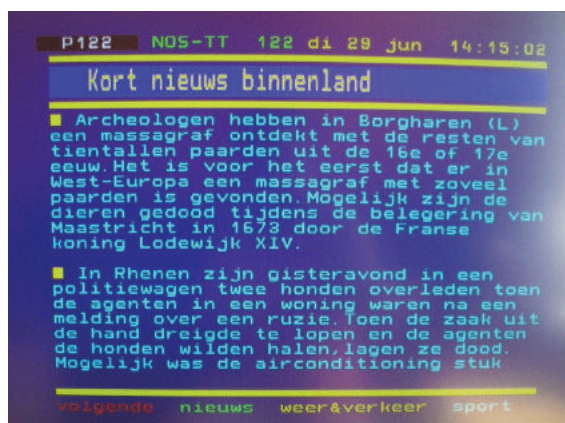 P122 NOS-TT 122 di 29 jun 14:15:02
Kort nieuws binnenland
Archeologen hebben in Borgharen (L)
een massagraf ontdekt met de resten van
tientallen paarden uit de 16e of 17e
eeuw.Het is voor het eerst dat er in
West-Europa een massagraf met zoveel
paarden is gevonden.Mogelijk zijn de
dieren gedood tijdens de belegering van
Maastricht in 1673 door de Franse
koning Lodewijk XIV.
In Rhenen zijn gisteravond in een
politiewagen twee honden overleden toen
de agenten in een woning waren na een
melding over een ruzie.Toen de zaak uit
de hand dreigde te lopen en de agenten
de honden wilden halen,lagen ze dood.
Mogelijk was de airconditioning stuk
volgende nieuws weer&verkeer sport